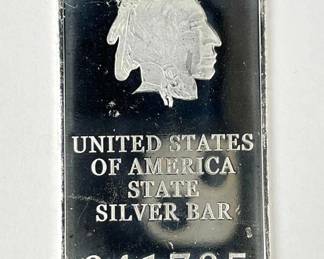 UNITED STATES
OF AMERICA
STATE
SILVER BAR